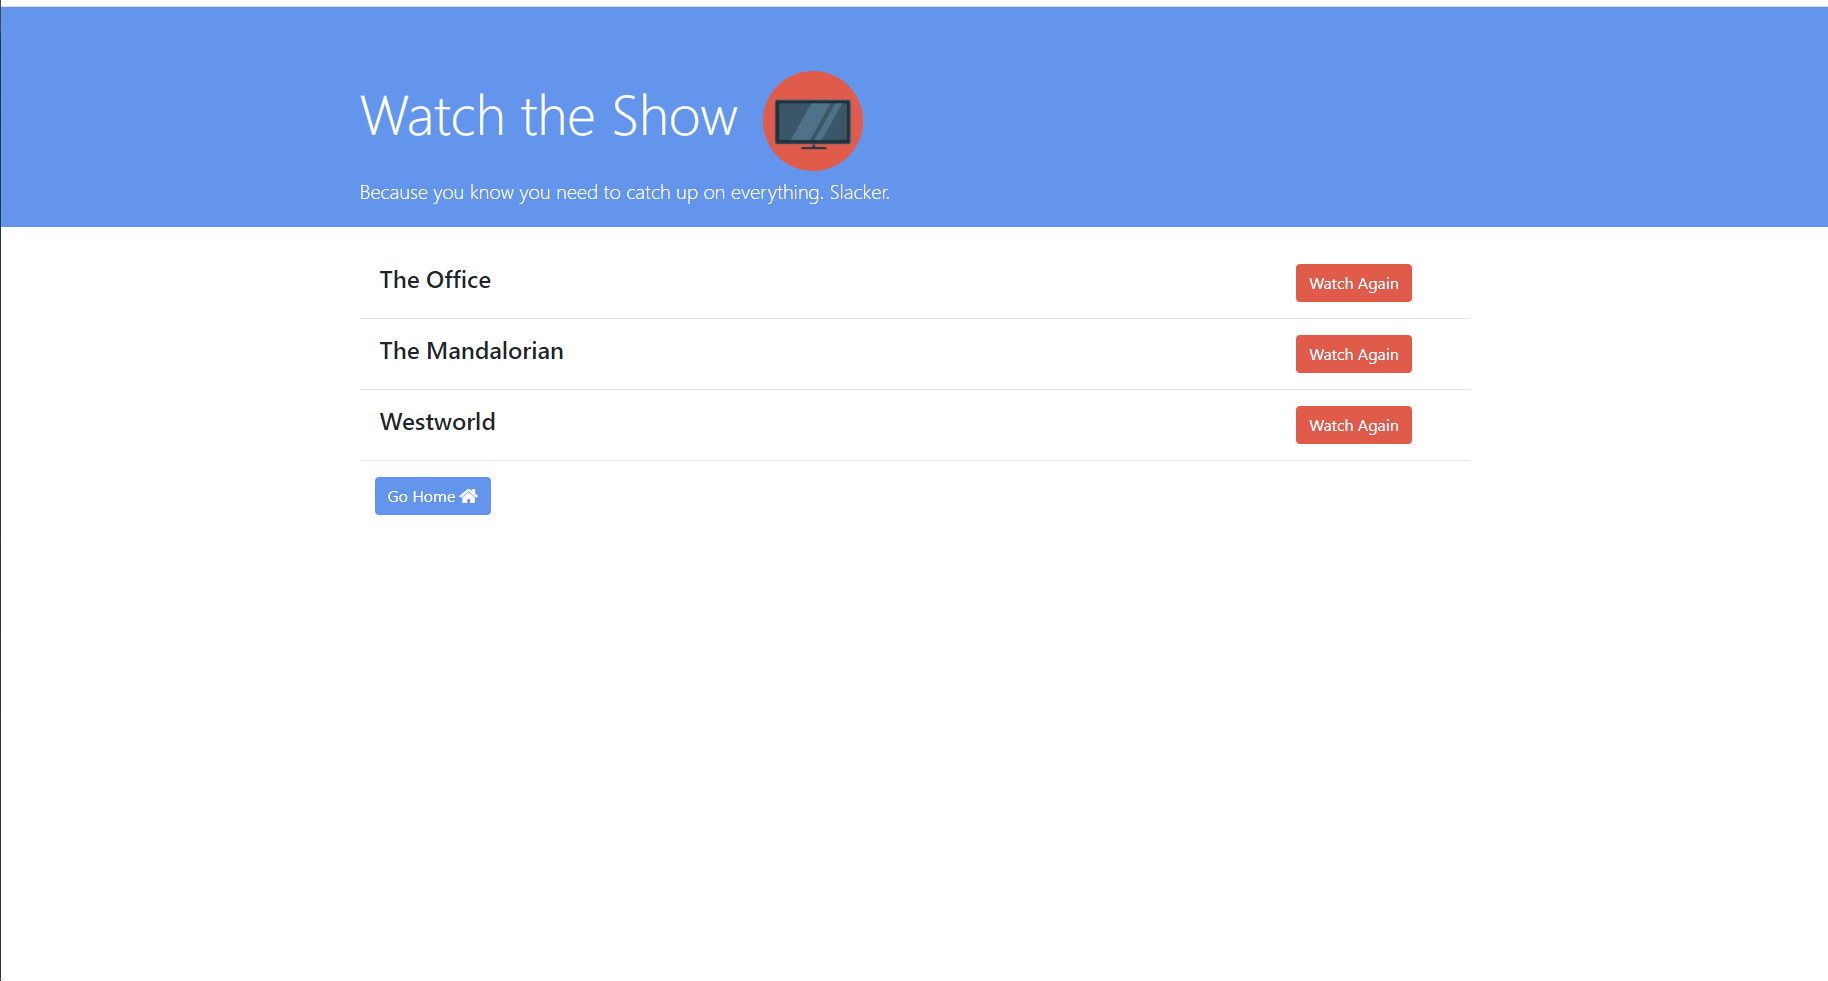 Watch the Show
Because you know you need to catch up on everything. Slacker.
The Office
Watch Again
The Mandalorian
Watch Again
Westworld
Watch Again
Go Home